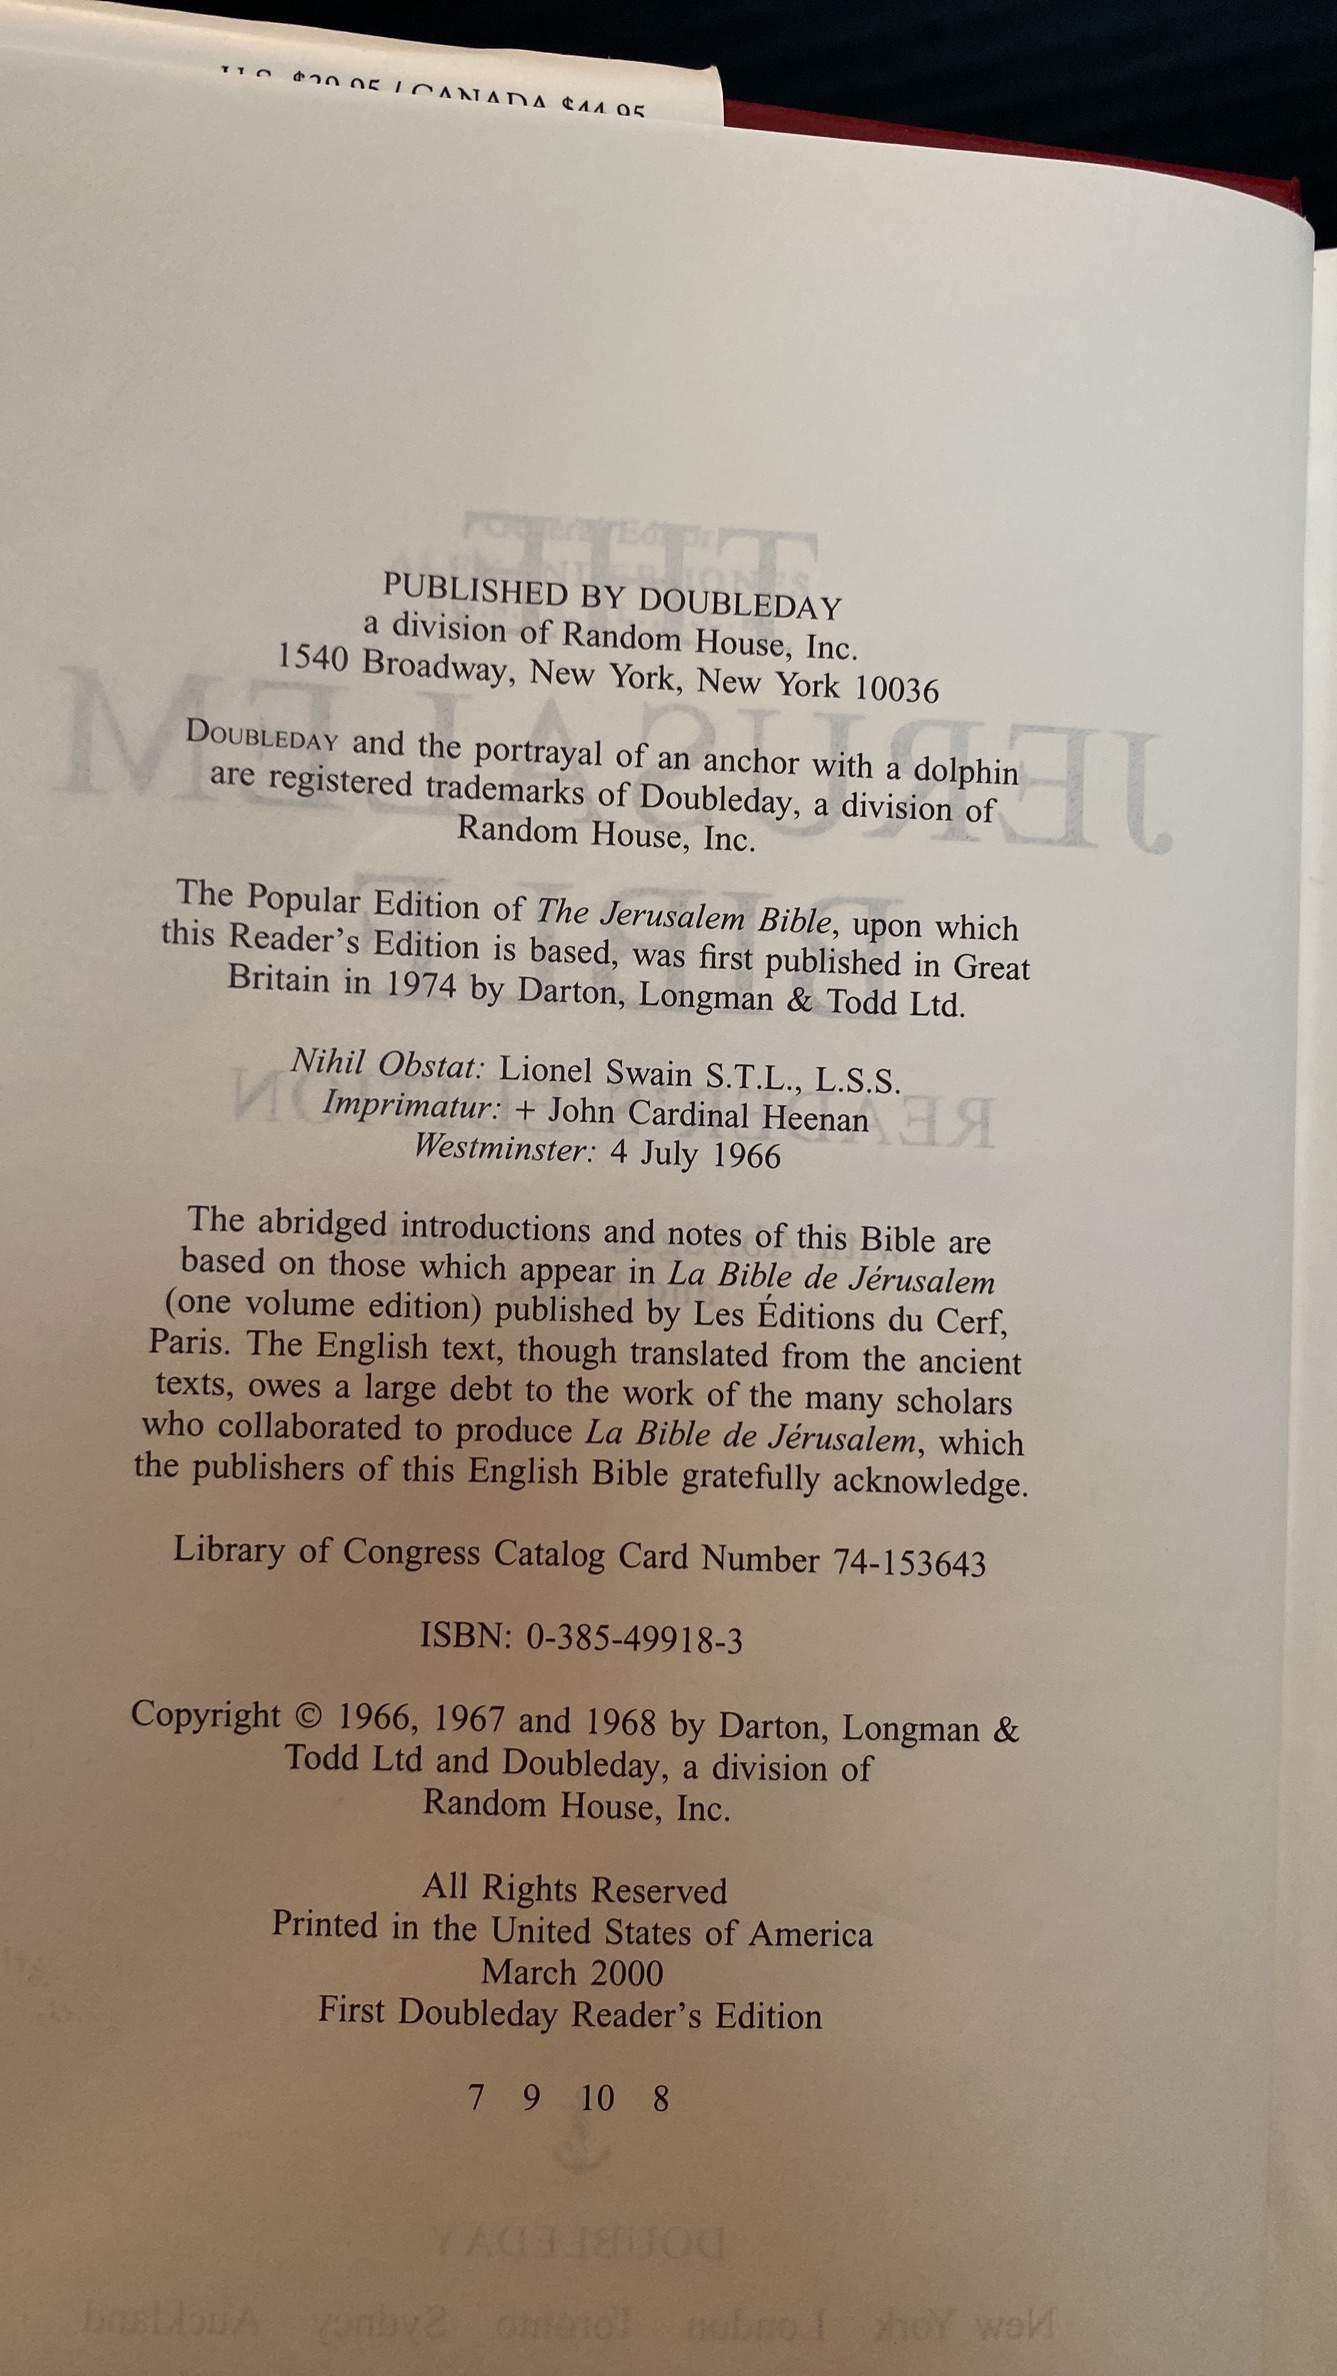 U.S. $29.95 / CANADA $44.95
PUBLISHED BY DOUBLEDAY
a division of Random House, Inc.
1540 Broadway, New York, New York 10036
DOUBLEDAY and the portrayal of an anchor with a dolphin
are registered trademarks of Doubleday, a division of
Random House, Inc.
The Popular Edition of The Jerusalem Bible, upon which
this Reader's Edition is based, was first published in Great
Britain in 1974 by Darton, Longman & Todd Ltd.
Nihil Obstat: Lionel Swain S.T.L., L.S.S.
Imprimatur: + John Cardinal Heenan
Westminster: 4 July 1966
The abridged introductions and notes of this Bible are
based on those which appear in La Bible de Jérusalem
(one volume edition) published by Les Éditions du Cerf,
Paris. The English text, though translated from the ancient
texts, owes a large debt to the work of the many scholars
who collaborated to produce La Bible de Jérusalem, which
the publishers of this English Bible gratefully acknowledge.
Library of Congress Catalog Card Number 74-153643
ISBN: 0-385-49918-3
Copyright © 1966, 1967 and 1968 by Darton, Longman &
Todd Ltd and Doubleday, a division of
Random House, Inc.
All Rights Reserved
Printed in the United States of America
March 2000
First Doubleday Reader's Edition
7 9 10 8